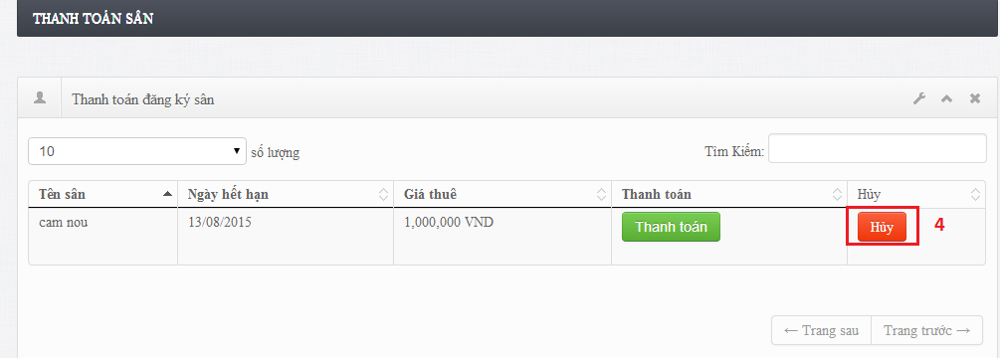 THANH TOÁN SÂN
Thanh toán đăng ký sân
10 số lượng
Tìm Kiếm:
Tên sân Ngày hết hạn Giá thuê Thanh toán Hủy
cam nou 13/08/2015 1,000,000 VND Thanh toán Hủy 4
← Trang sau Trang trước →